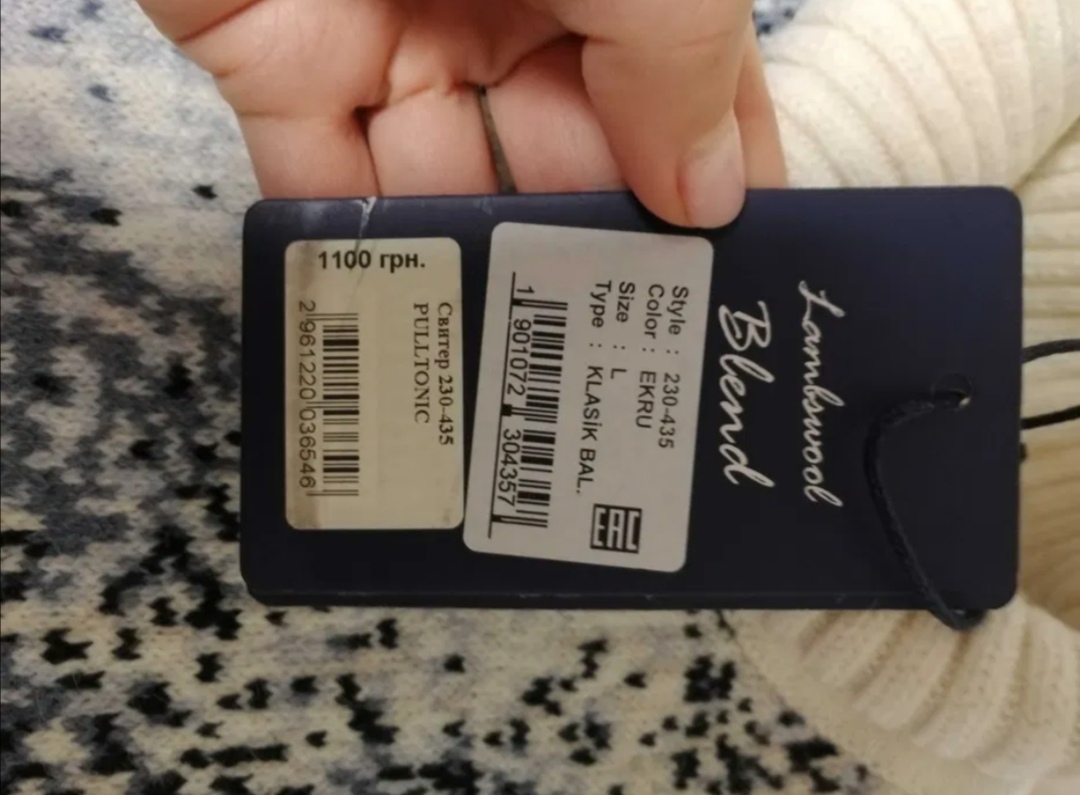 Lambswool
Blend
Style : 230-435
Color : EKRU
Size : L
Type : KLASİK BAL.
EAC
1 901072 304357
1100 грн.
Свитер 230-435
PULLTONIC
2 961220 036546